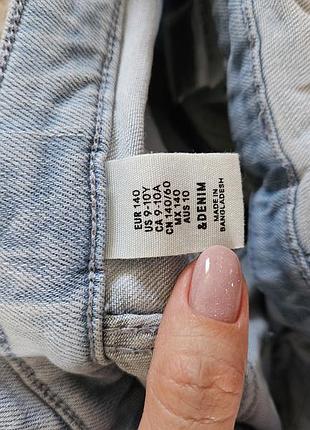 EUR 140
US 9-10Y
CA 9-10A
CN 140/60
MX 140
AUS 10
&DENIM
MADE IN
BANGLADESH